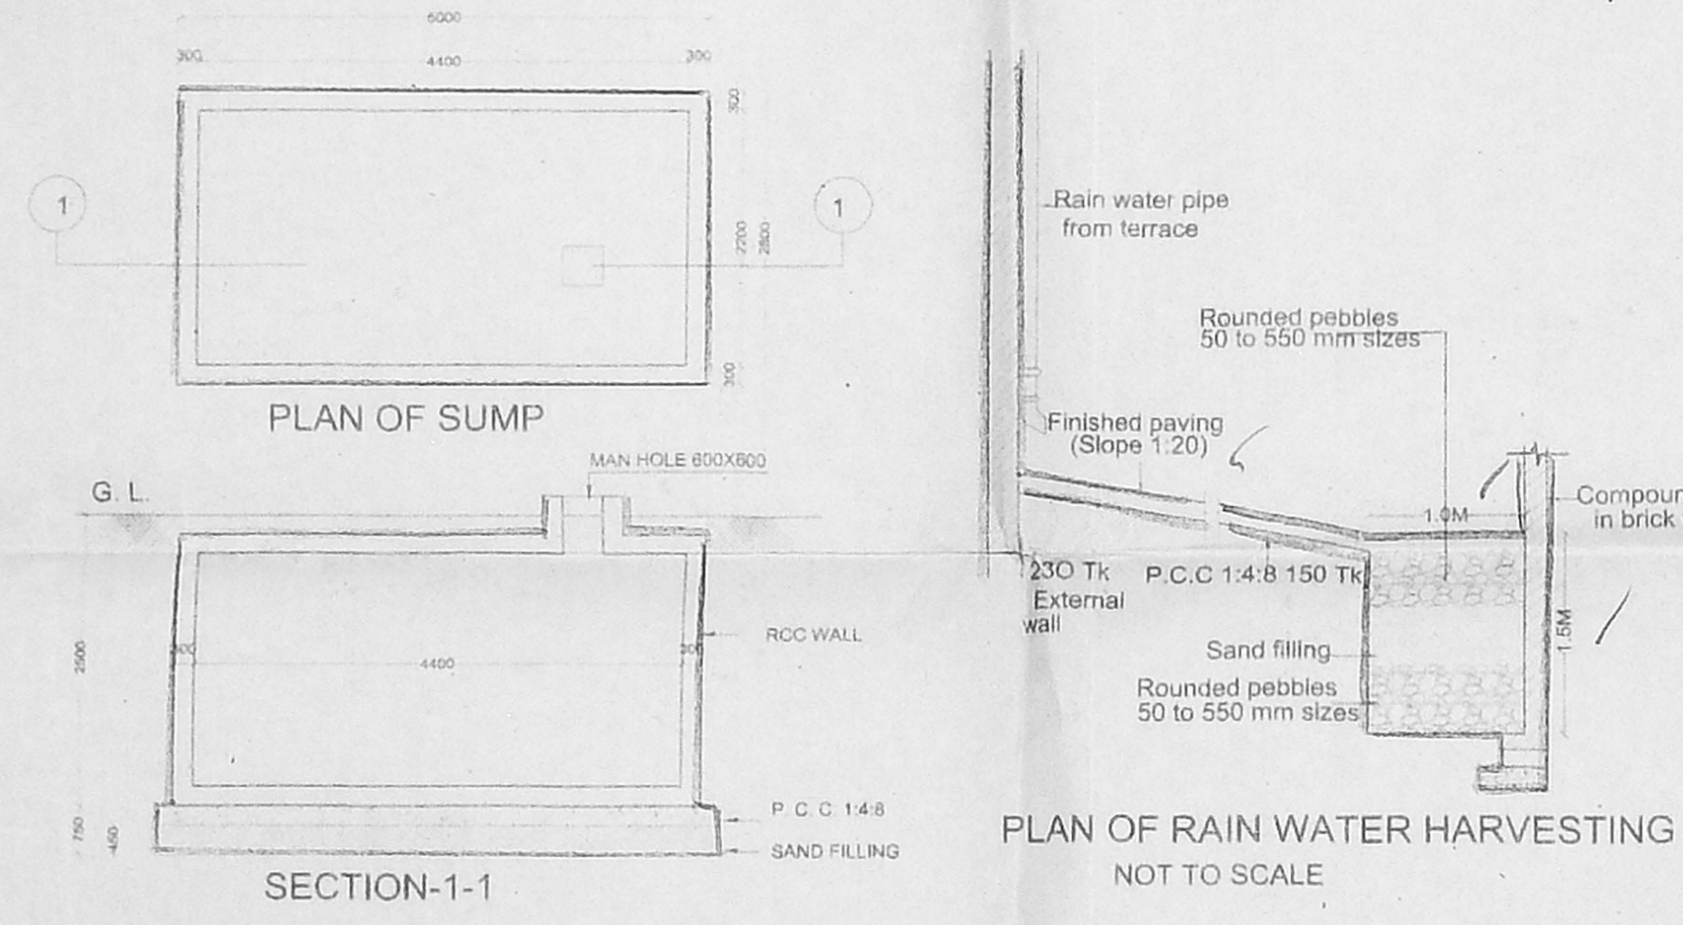 6000
300
4400
300
300
1
1
2200
2800
300
PLAN OF SUMP
MAN HOLE 600X600
G. L.
2500
4400
RCC WALL
P. C. C 1:4:8
750
450
SAND FILLING
SECTION-1-1
Rain water pipe
from terrace
Rounded pebbles
50 to 550 mm sizes
Finished paving
(Slope 1:20)
1.0M
Compoun
in brick
230 Tk
External
wall
P.C.C 1:4:8 150 Tk
1.5M
Sand filling
Rounded pebbles
50 to 550 mm sizes
PLAN OF RAIN WATER HARVESTING
NOT TO SCALE